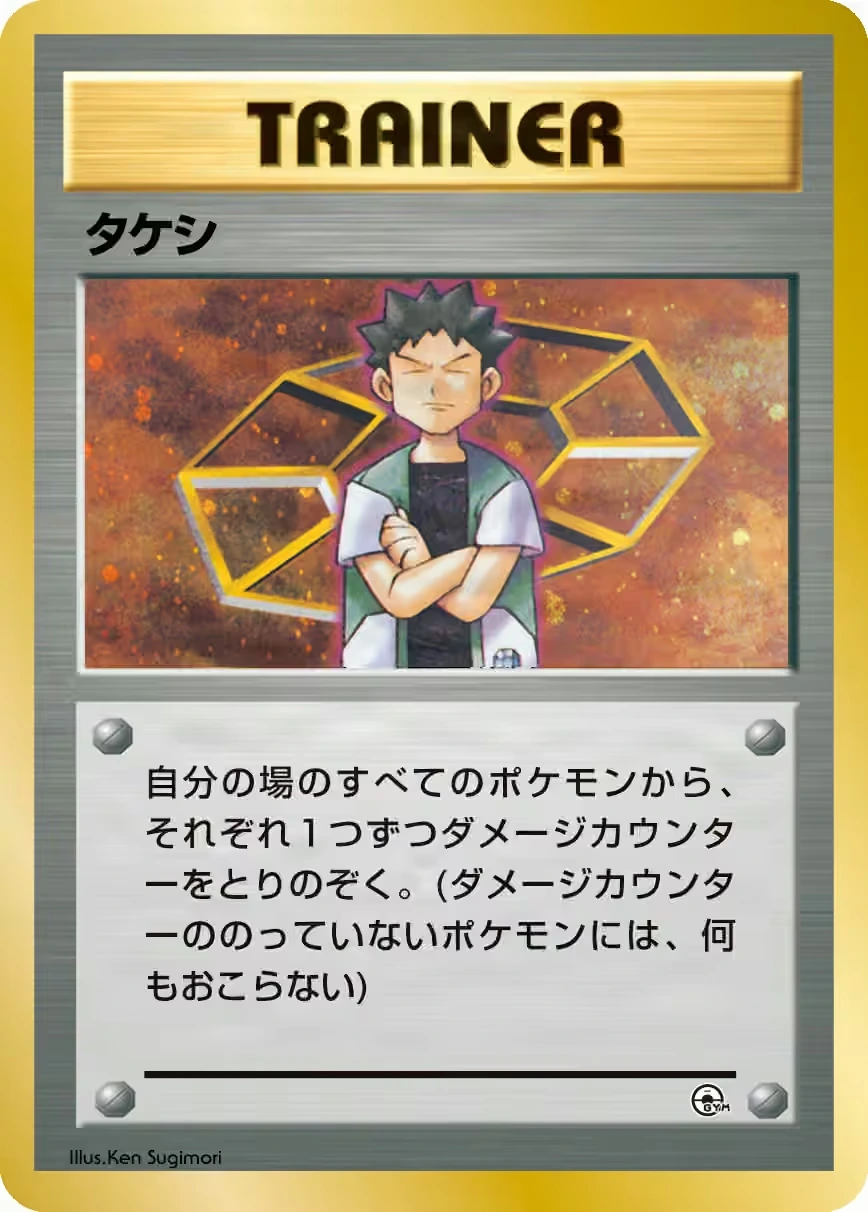 TRAINER
タケシ
自分の場のすべてのポケモンから、
それぞれ１つずつダメージカウンタ
ーをとりのぞく。(ダメージカウンタ
ーののっていないポケモンには、何
もおこらない)
GYM
Illus.Ken Sugimori